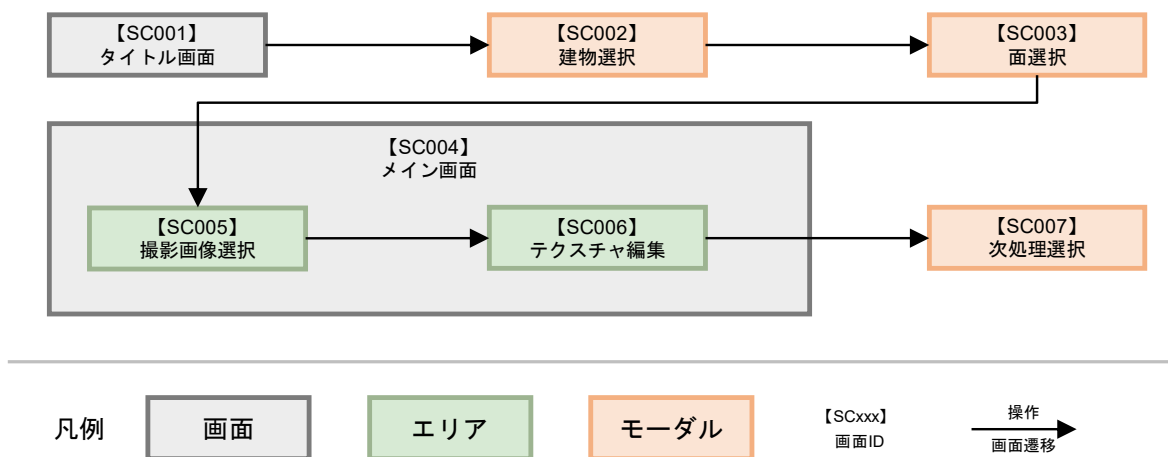 【SC001】
タイトル画面
【SC002】
建物選択
【SC003】
面選択
【SC004】
メイン画面
【SC005】
撮影画像選択
【SC006】
テクスチャ編集
【SC007】
次処理選択
凡例
画面
エリア
モーダル
【SCxxx】
画面ID
操作
画面遷移